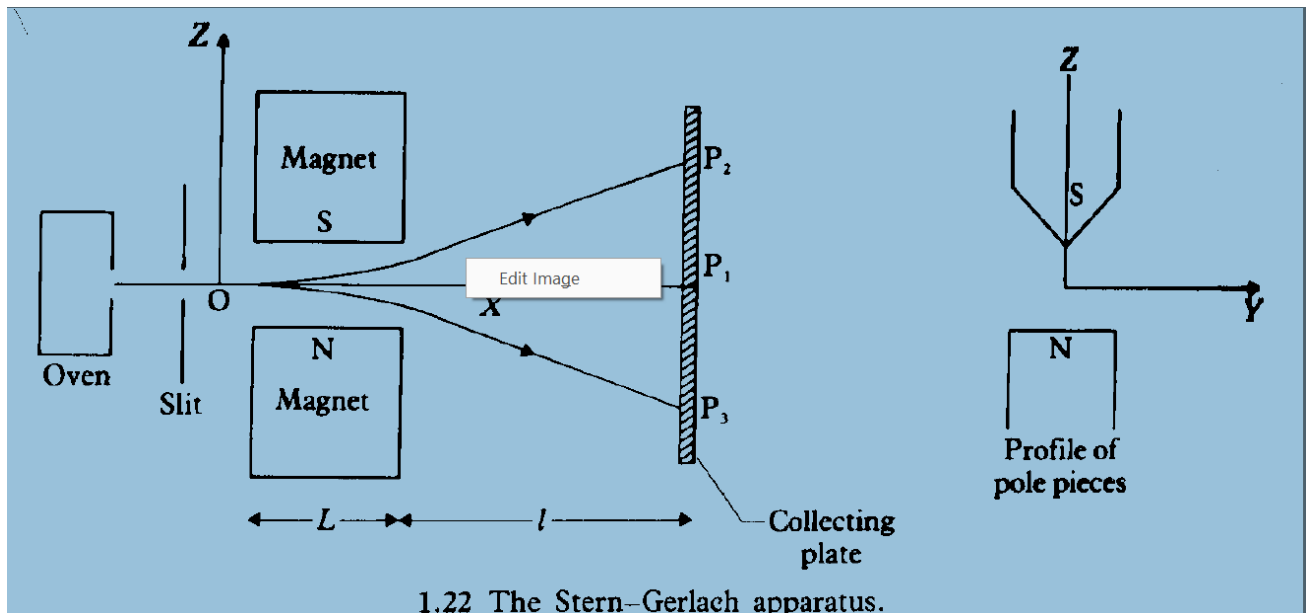 Z
Magnet
S
P₂
Edit Image
P₁
O
X
N
Magnet
P₃
Oven
Slit
L
l
Collecting
plate
Z
S
Y
N
Profile of
pole pieces
1.22 The Stern–Gerlach apparatus.